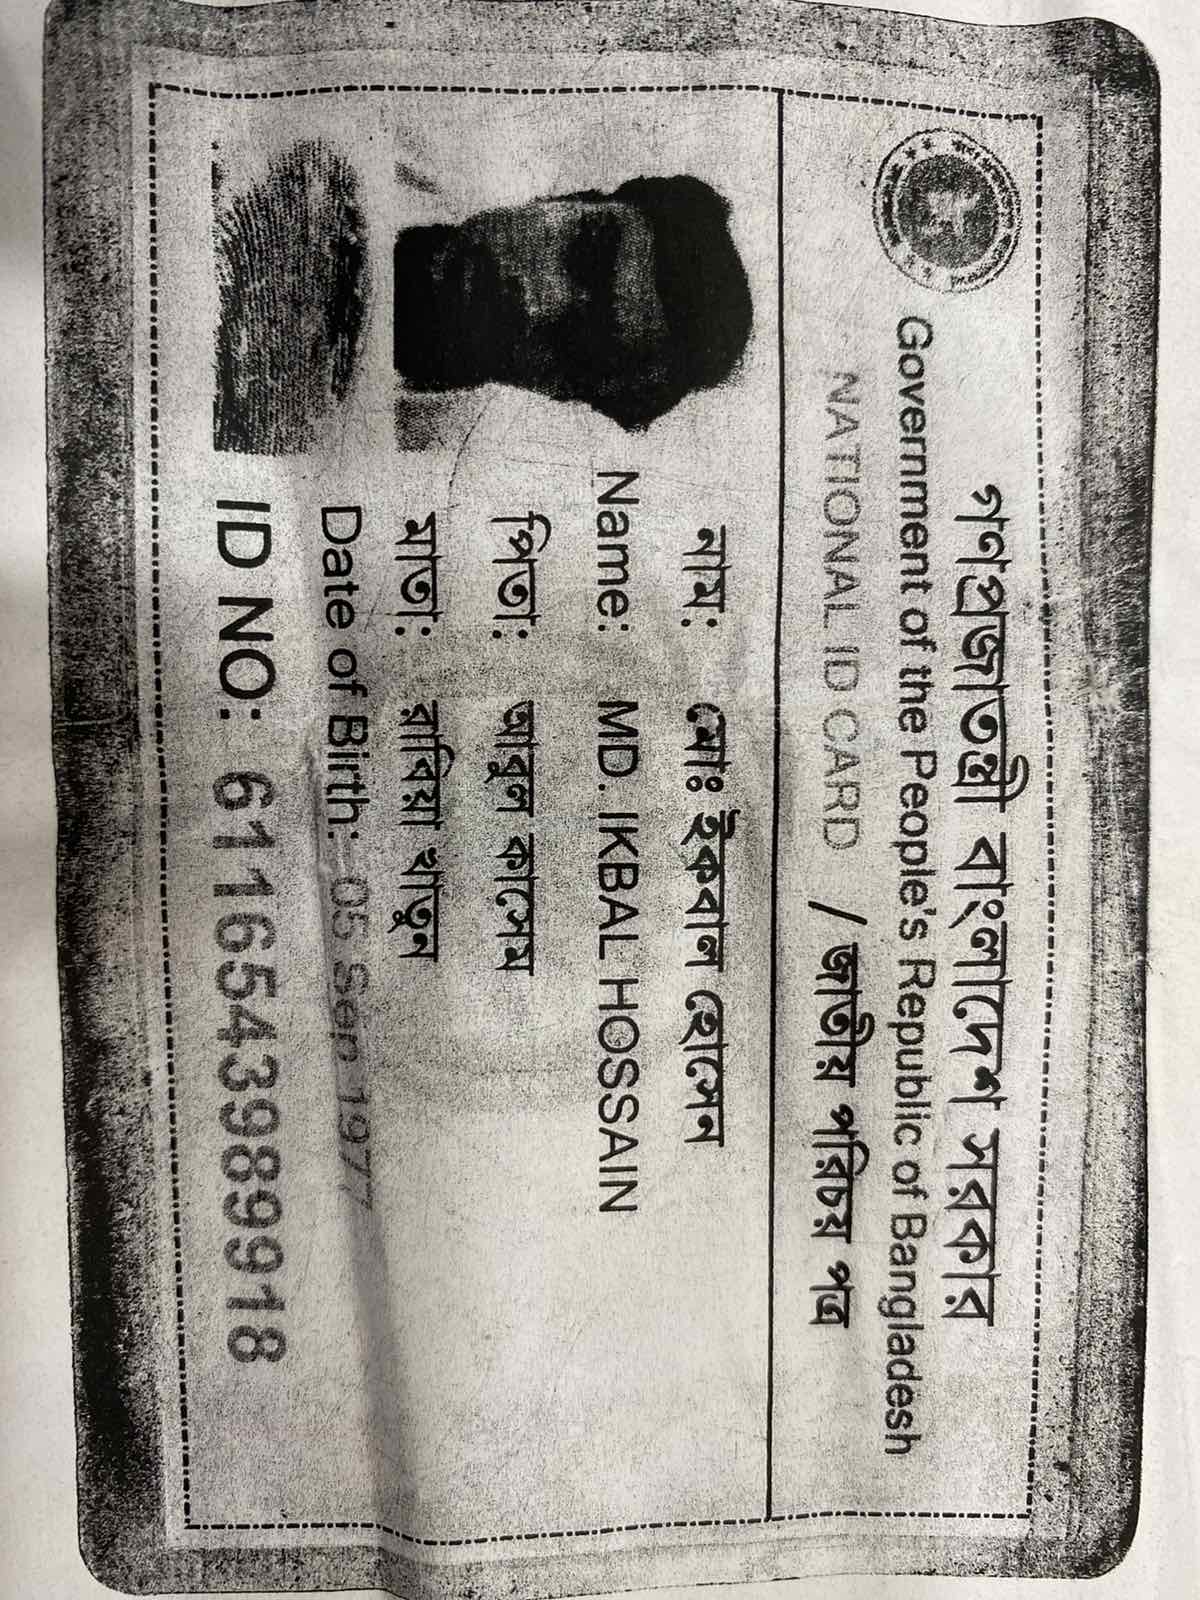 গণপ্রজাতন্ত্রী বাংলাদেশ সরকার
Government of the People's Republic of Bangladesh
NATIONAL ID CARD / জাতীয় পরিচয় পত্র
নাম: মোঃ ইকবাল হোসেন
Name: MD. IKBAL HOSSAIN
পিতা: আবুল কাসেম
মাতা: রাবিয়া খাতুন
Date of Birth: 05 Sep 1977
ID NO: 6116543989918